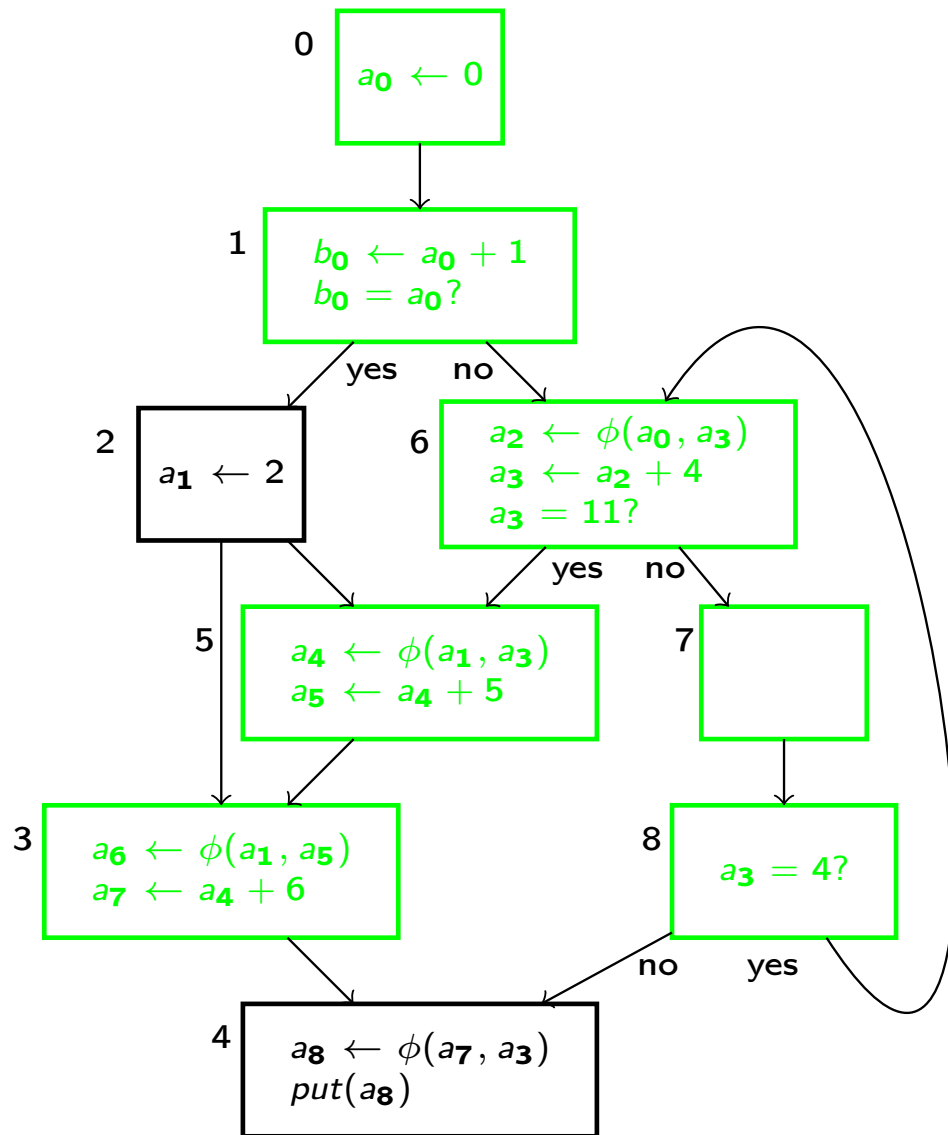 0
a₀ ← 0
1
b₀ ← a₀ + 1
b₀ = a₀?
yes no
2
a₁ ← 2
6
a₂ ← ϕ(a₀, a₃)
a₃ ← a₂ + 4
a₃ = 11?
yes no
5
a₄ ← ϕ(a₁, a₃)
a₅ ← a₄ + 5
7
3
a₆ ← ϕ(a₁, a₅)
a₇ ← a₄ + 6
8
a₃ = 4?
no yes
4
a₈ ← ϕ(a₇, a₃)
put(a₈)